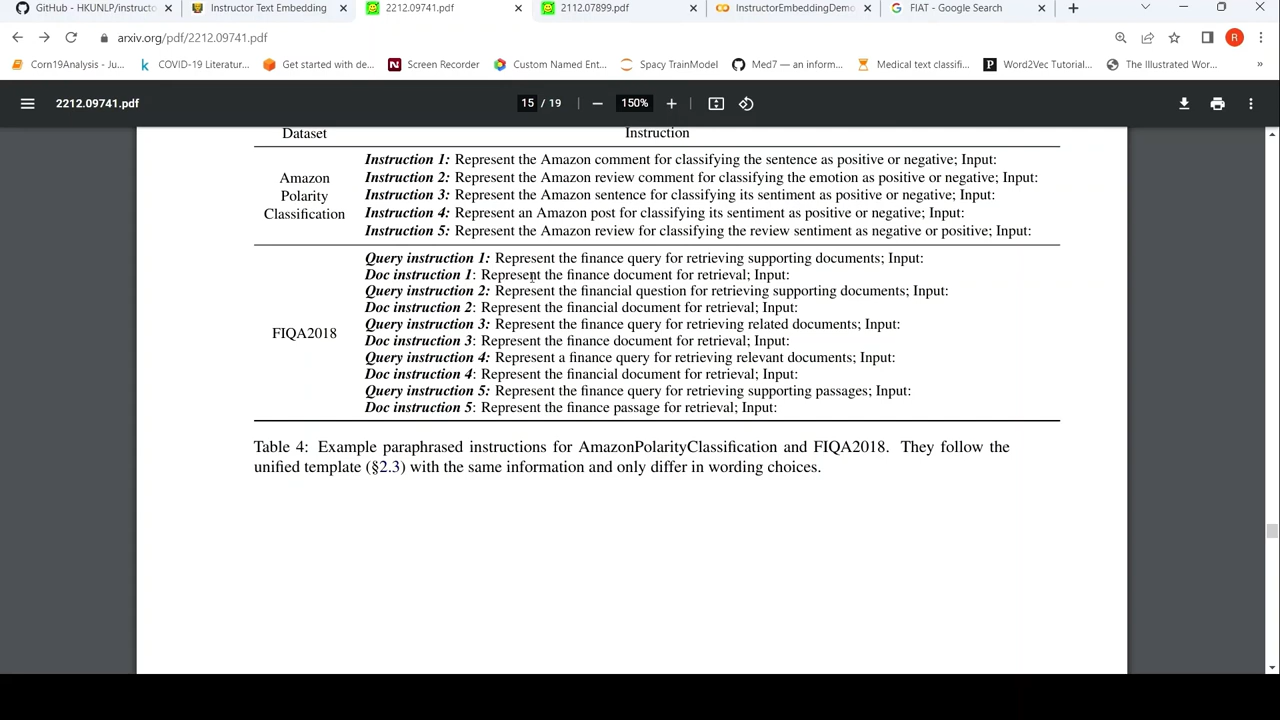 GitHub - HKUNLP/instructo
Instructor Text Embedding
2212.09741.pdf
2112.07899.pdf
InstructorEmbeddingDemo
FIAT - Google Search
arxiv.org/pdf/2212.09741.pdf
R
Corn19Analysis - Ju...
COVID-19 Literatur...
Get started with de...
Screen Recorder
Custom Named Ent...
Spacy TrainModel
Med7 — an inform...
Medical text classifi...
Word2Vec Tutorial...
The Illustrated Wor...
»
2212.09741.pdf
15 / 19
150%
Dataset Instruction
Amazon Polarity Classification
Instruction 1: Represent the Amazon comment for classifying the sentence as positive or negative; Input:
Instruction 2: Represent the Amazon review comment for classifying the emotion as positive or negative; Input:
Instruction 3: Represent the Amazon sentence for classifying its sentiment as positive or negative; Input:
Instruction 4: Represent an Amazon post for classifying its sentiment as positive or negative; Input:
Instruction 5: Represent the Amazon review for classifying the review sentiment as negative or positive; Input:
FIQA2018
Query instruction 1: Represent the finance query for retrieving supporting documents; Input:
Doc instruction 1: Represent the finance document for retrieval; Input:
Query instruction 2: Represent the financial question for retrieving supporting documents; Input:
Doc instruction 2: Represent the financial document for retrieval; Input:
Query instruction 3: Represent the finance query for retrieving related documents; Input:
Doc instruction 3: Represent the finance document for retrieval; Input:
Query instruction 4: Represent a finance query for retrieving relevant documents; Input:
Doc instruction 4: Represent the financial document for retrieval; Input:
Query instruction 5: Represent the finance query for retrieving supporting passages; Input:
Doc instruction 5: Represent the finance passage for retrieval; Input:
Table 4: Example paraphrased instructions for AmazonPolarityClassification and FIQA2018. They follow the
unified template (§2.3) with the same information and only differ in wording choices.